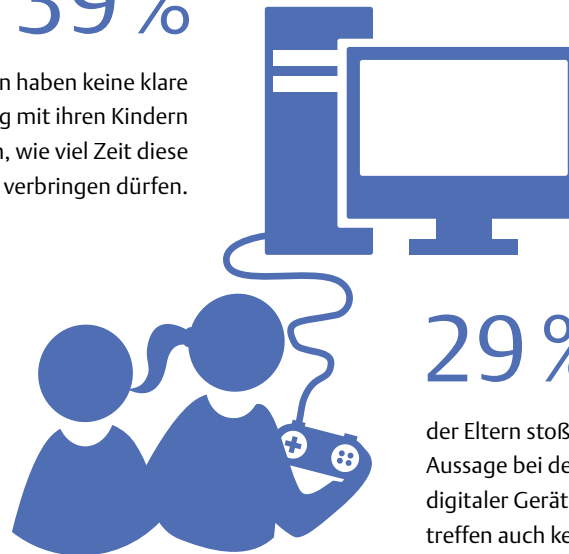 39 %
n haben keine klare
g mit ihren Kindern
, wie viel Zeit diese
verbringen dürfen.
29 %
der Eltern stoß
Aussage bei de
digitaler Gerät
treffen auch ke